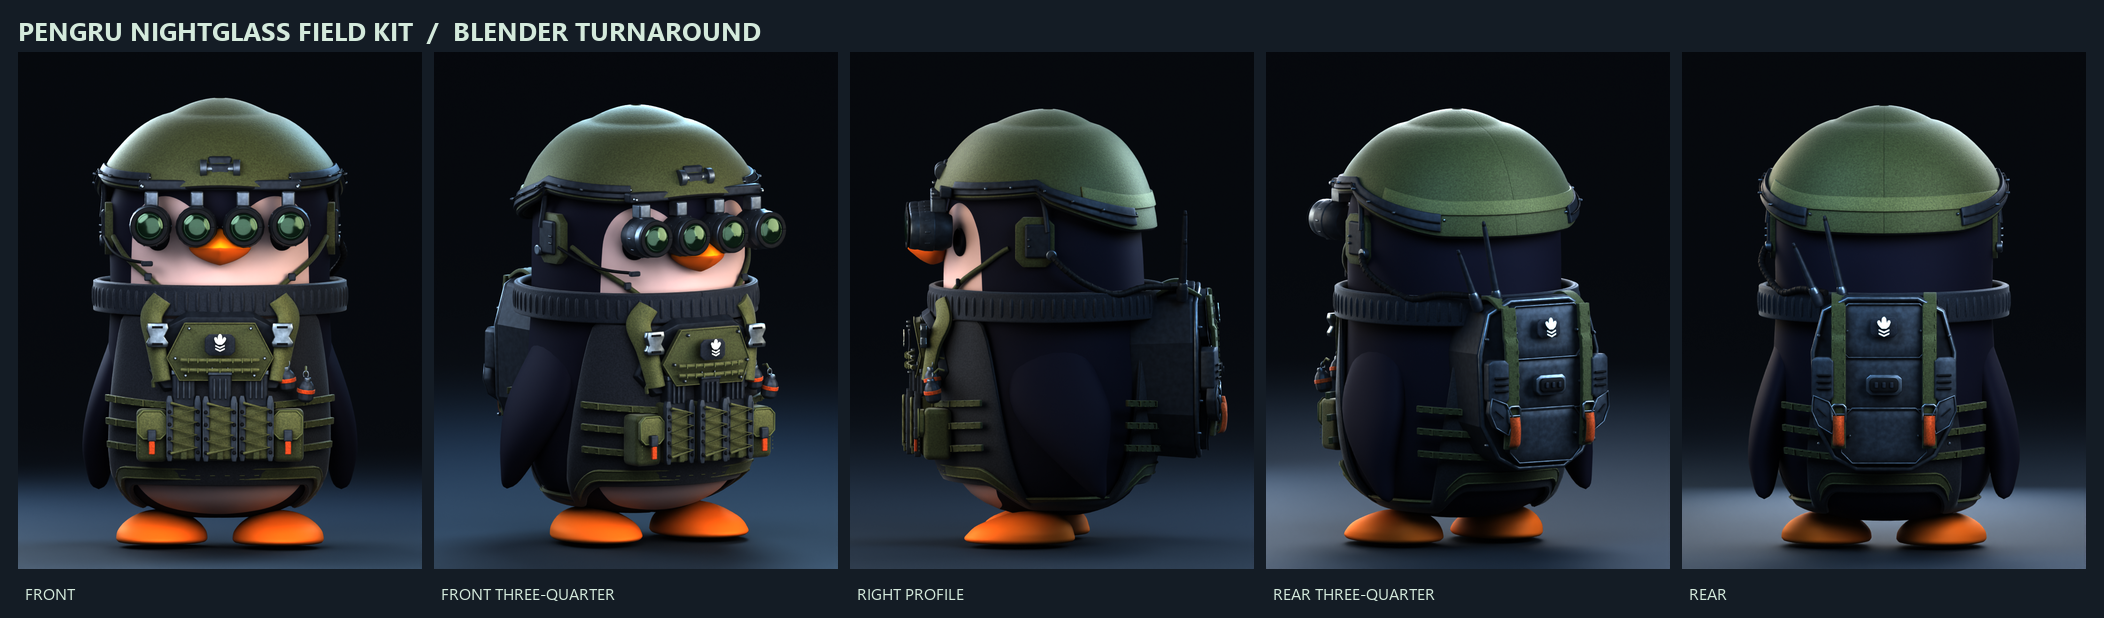 PENGRU NIGHTGLASS FIELD KIT / BLENDER TURNAROUND
FRONT
FRONT THREE-QUARTER
RIGHT PROFILE
REAR THREE-QUARTER
REAR